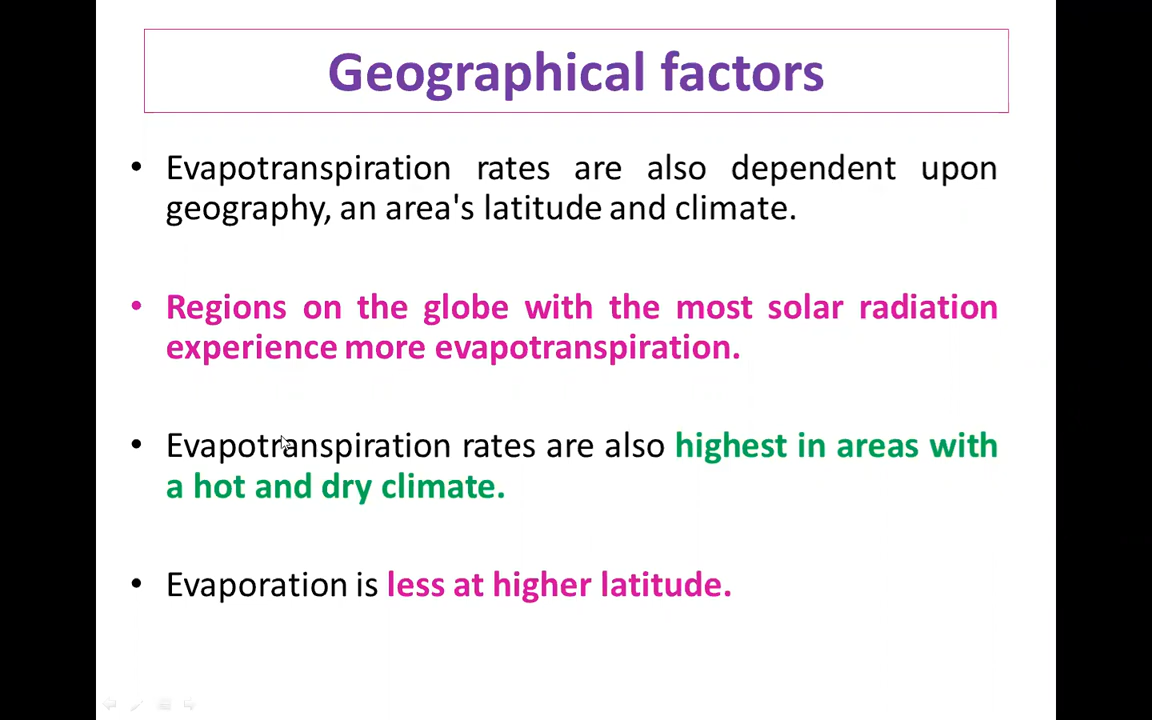 Geographical factors
• Evapotranspiration rates are also dependent upon
geography, an area's latitude and climate.
• Regions on the globe with the most solar radiation
experience more evapotranspiration.
• Evapotranspiration rates are also highest in areas with
a hot and dry climate.
• Evaporation is less at higher latitude.